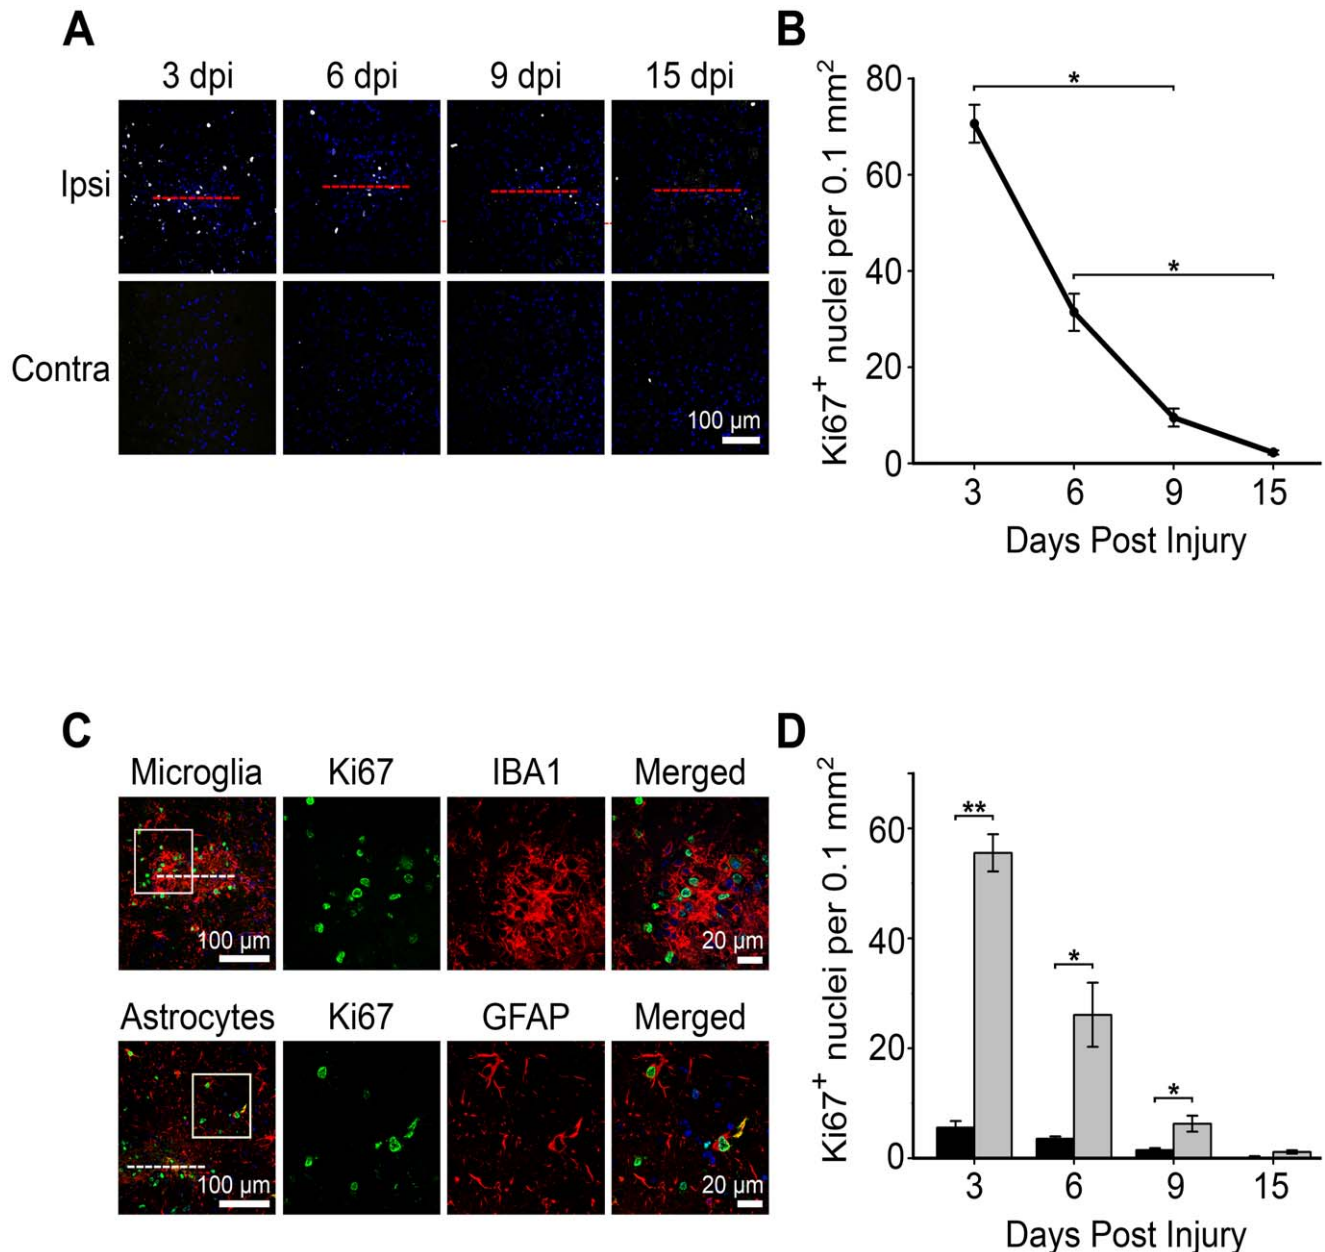 A
3 dpi 6 dpi 9 dpi 15 dpi
Ipsi
Contra
100 µm
B
Ki67+ nuclei per 0.1 mm2
80
60
40
20
0
*
*
3 6 9 15
Days Post Injury
C
Microglia Ki67 IBA1 Merged
100 µm 20 µm
Astrocytes Ki67 GFAP Merged
100 µm 20 µm
D
Ki67+ nuclei per 0.1 mm2
60
40
20
0
**
*
*
3 6 9 15
Days Post Injury